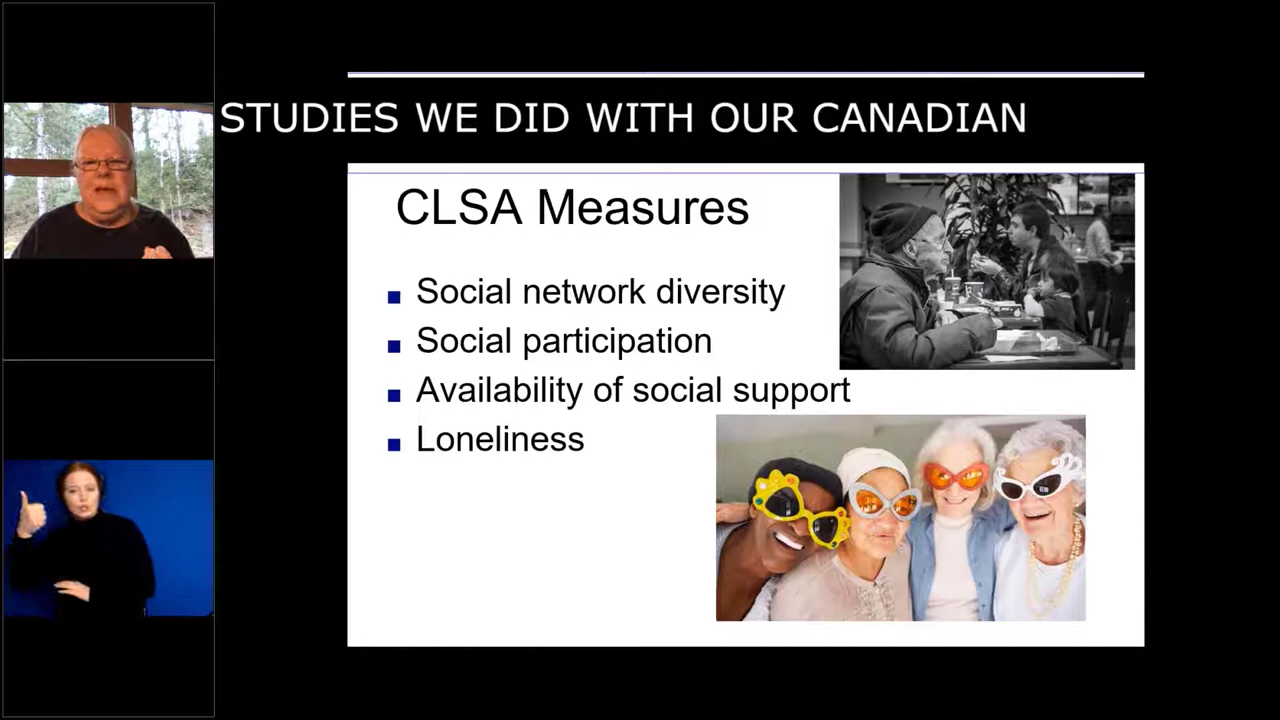 STUDIES WE DID WITH OUR CANADIAN
CLSA Measures
Social network diversity
Social participation
Availability of social support
Loneliness